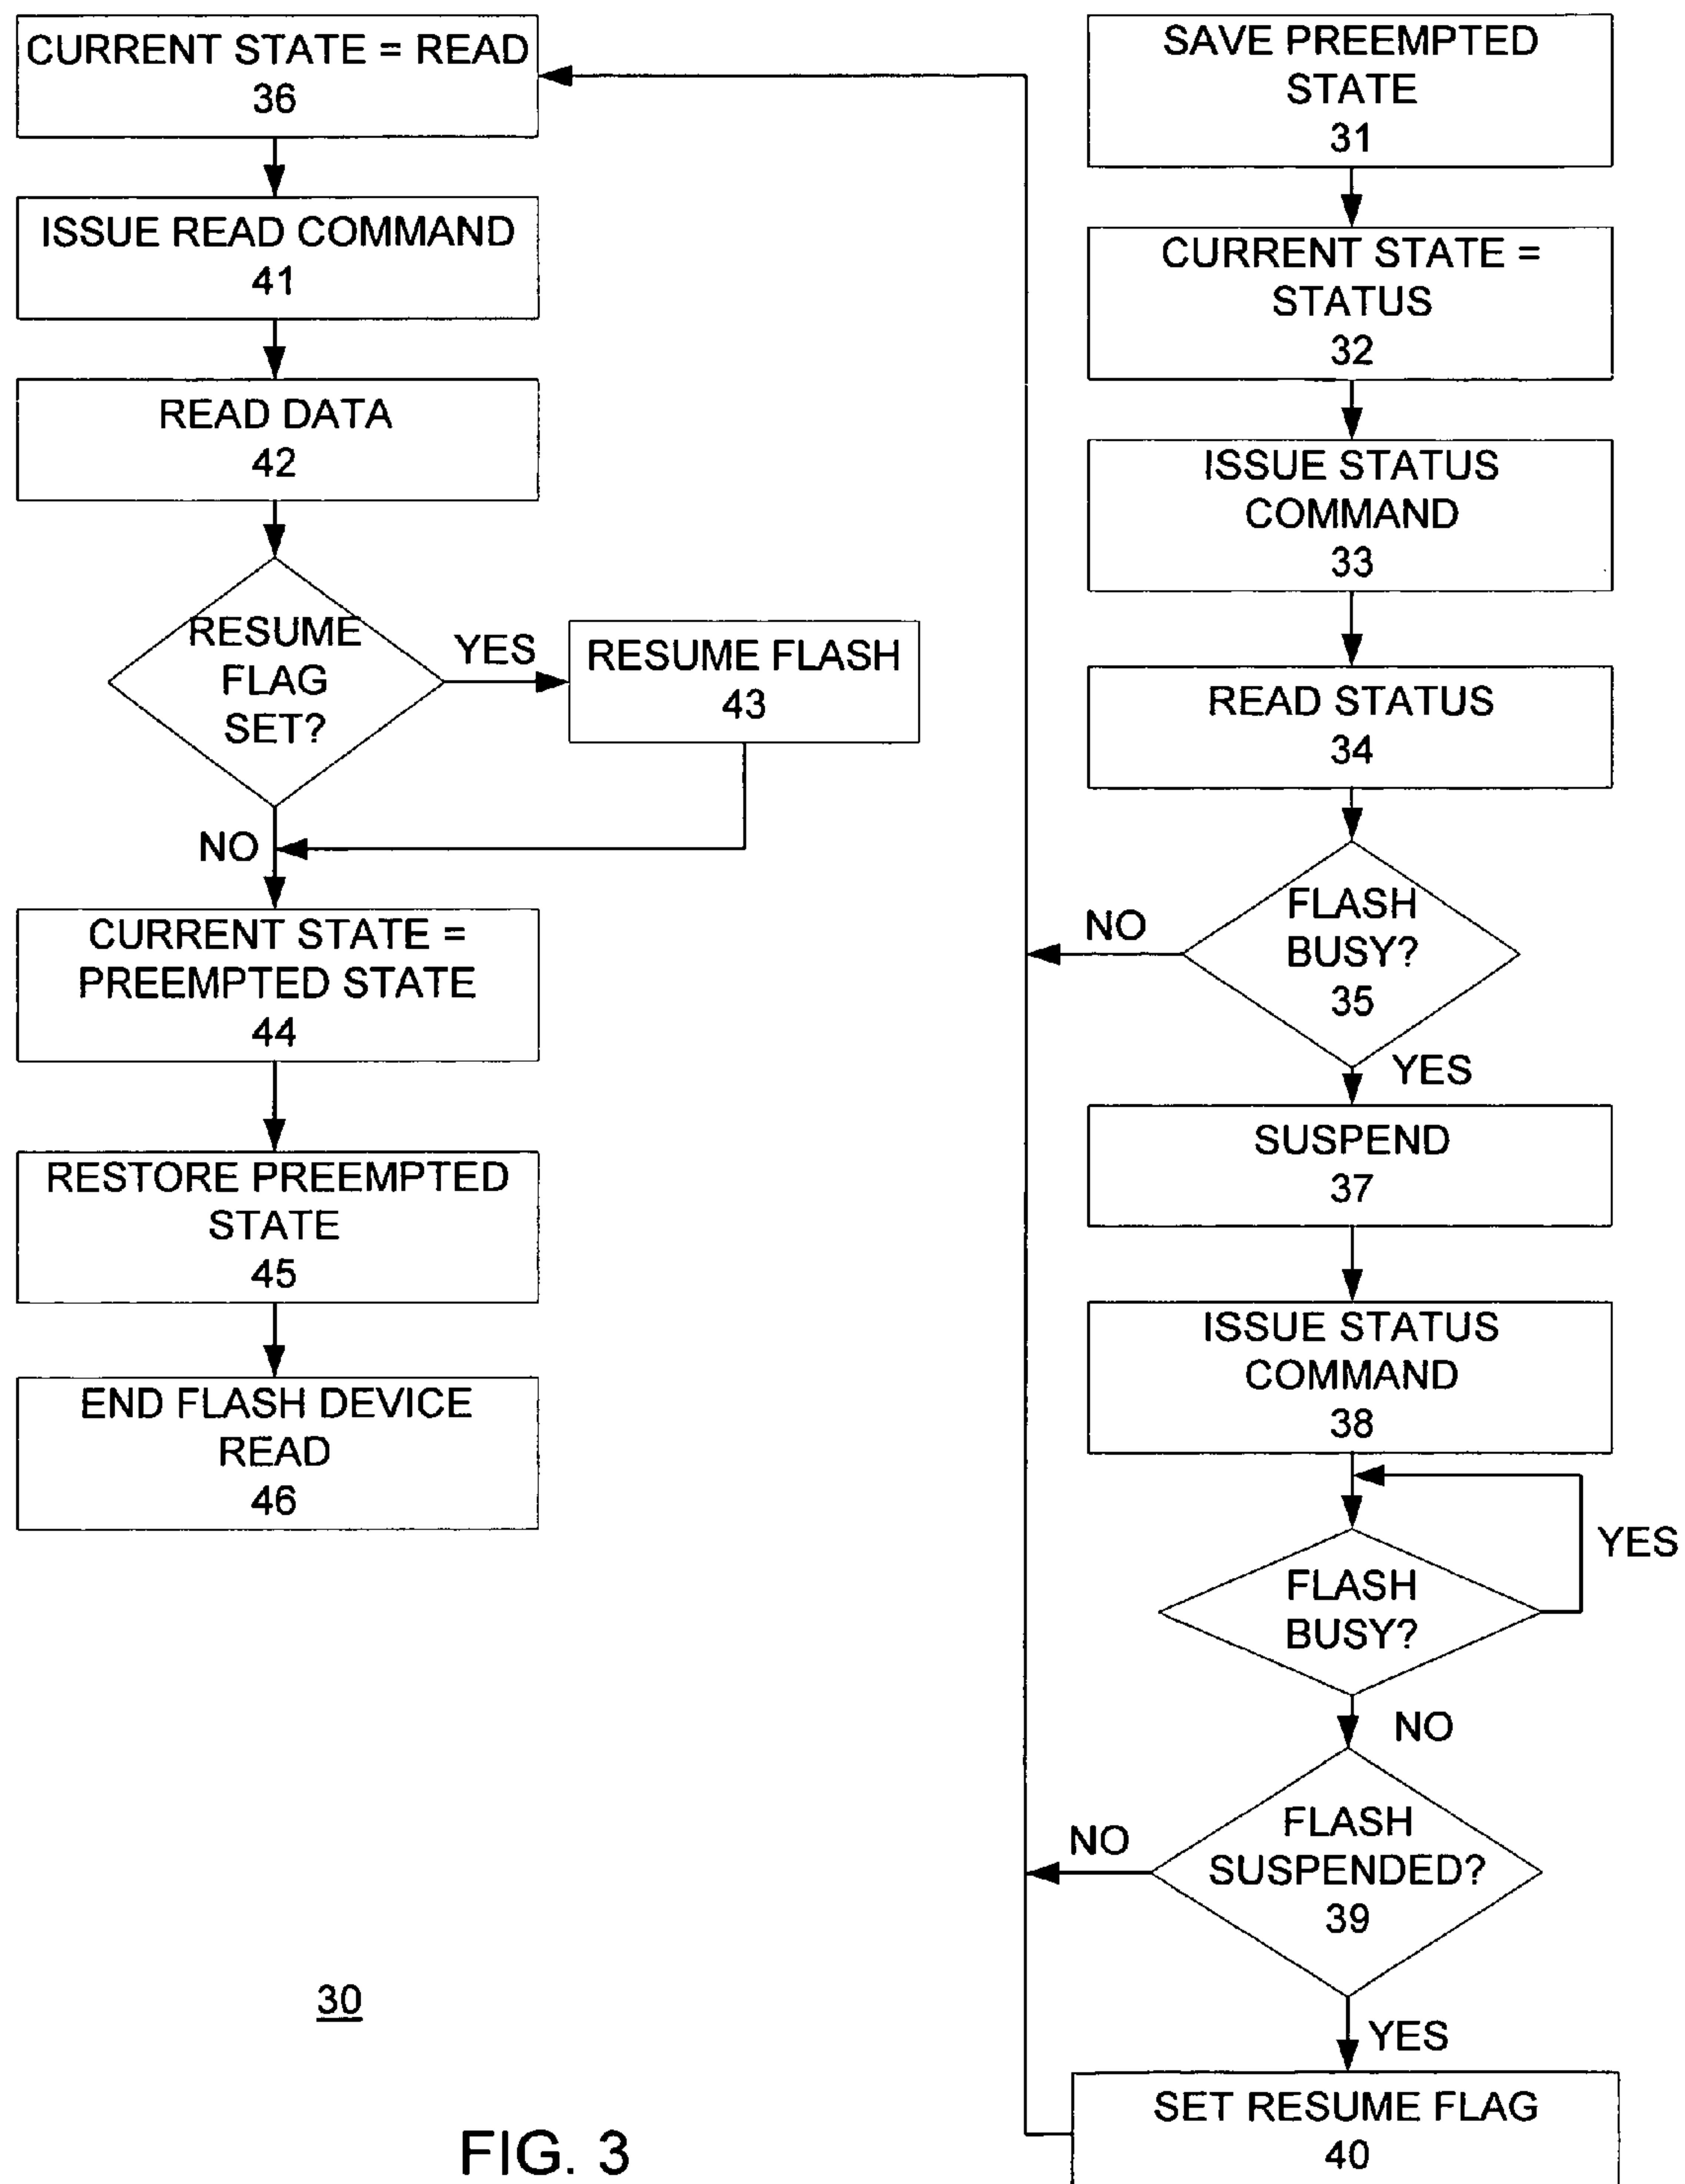 CURRENT STATE = READ
36
ISSUE READ COMMAND
41
READ DATA
42
RESUME
FLAG
SET?
YES
RESUME FLASH
43
NO
CURRENT STATE =
PREEMPTED STATE
44
RESTORE PREEMPTED
STATE
45
END FLASH DEVICE
READ
46
SAVE PREEMPTED
STATE
31
CURRENT STATE =
STATUS
32
ISSUE STATUS
COMMAND
33
READ STATUS
34
FLASH
BUSY?
35
NO
YES
SUSPEND
37
ISSUE STATUS
COMMAND
38
FLASH
BUSY?
YES
NO
FLASH
SUSPENDED?
39
NO
YES
SET RESUME FLAG
40
30
FIG. 3